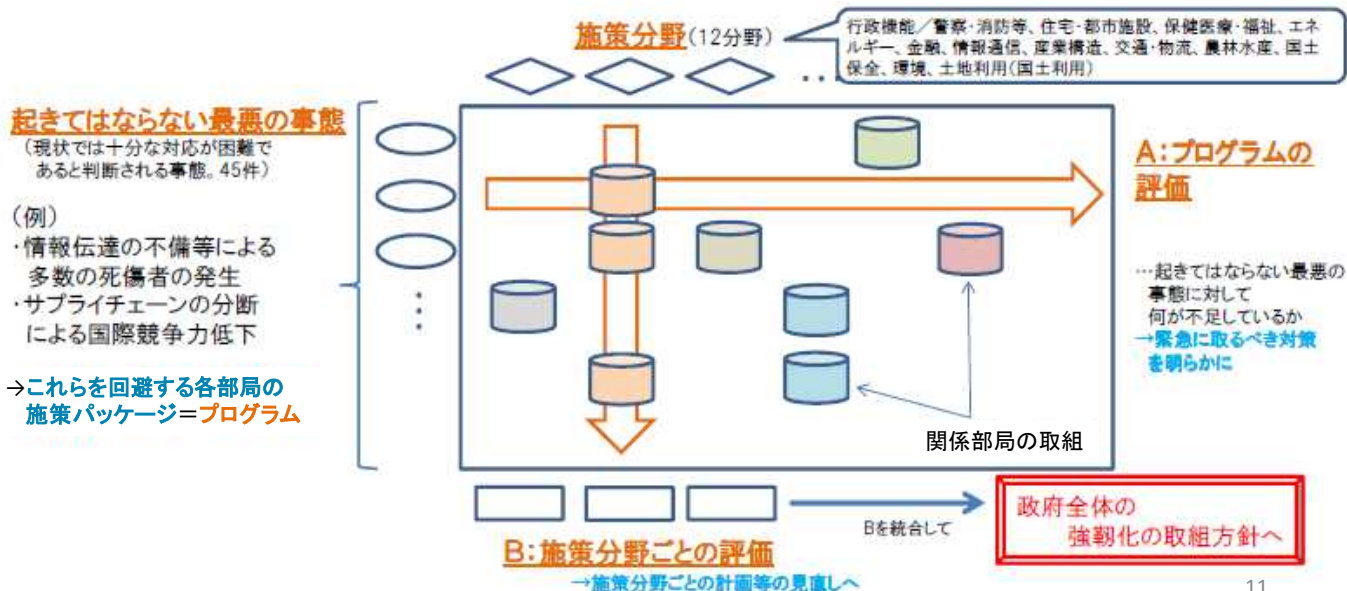 施策分野(12分野)
行政機能／警察・消防等、住宅・都市施設、保健医療・福祉、エネ
ルギー、金融、情報通信、産業構造、交通・物流、農林水産、国土
保全、環境、土地利用(国土利用)
…
起きてはならない最悪の事態
(現状では十分な対応が困難で
あると判断される事態。45件)
(例)
・情報伝達の不備等による
多数の死傷者の発生
・サプライチェーンの分断
による国際競争力低下
→これらを回避する各部局の
施策パッケージ＝プログラム
⋮
A:プログラムの
評価
…起きてはならない最悪の
事態に対して
何が不足しているか
→緊急に取るべき対策
を明らかに
関係部局の取組
B:施策分野ごとの評価
→施策分野ごとの計画等の見直しへ
Bを統合して
政府全体の
強靭化の取組方針へ
11